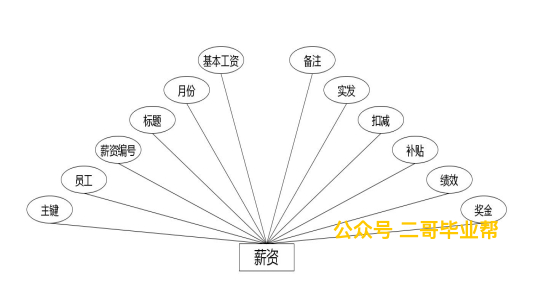 基本工资
备注
月份
实发
标题
扣减
薪资编号
补贴
员工
绩效
主键
奖金
公众号 二哥毕业帮
薪资